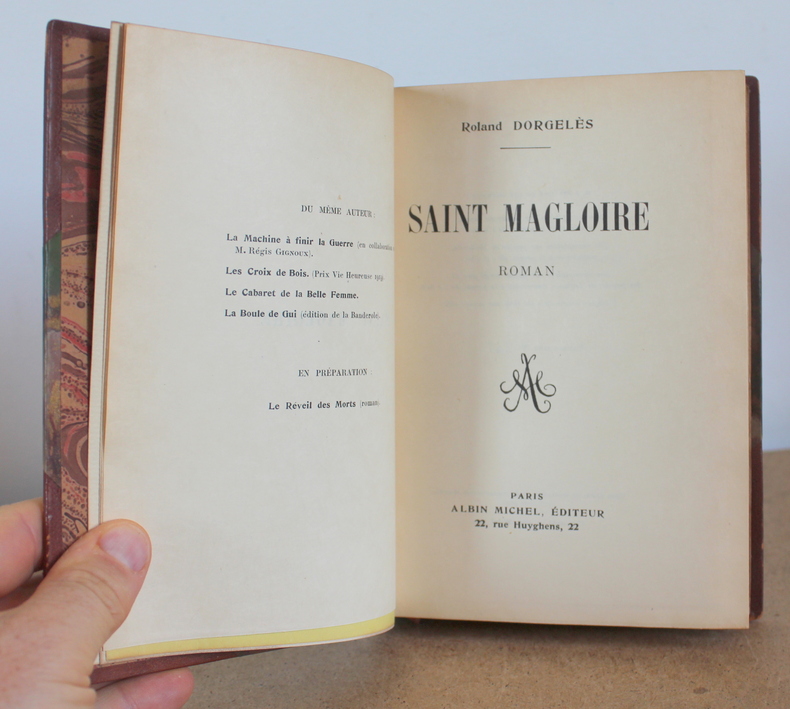 DU MÊME AUTEUR :
La Machine à finir la Guerre (en collaboration
M. Régis GIGNOUX).
Les Croix de Bois. (Prix Vie Heureuse 1919
Le Cabaret de la Belle Femme.
La Boule de Gui (édition de la Banderole).
EN PRÉPARATION :
Le Réveil des Morts (roman)
Roland DORGELÈS
SAINT MAGLOIRE
ROMAN
PARIS
ALBIN MICHEL, ÉDITEUR
22, rue Huyghens, 22